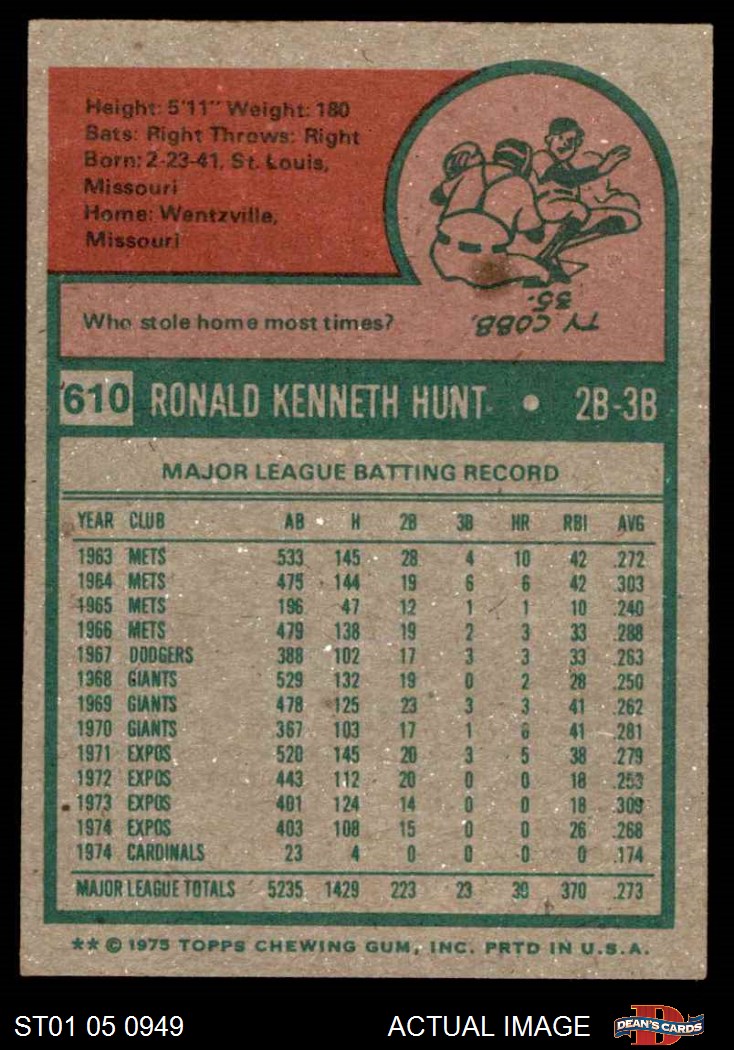 Height: 5'11" Weight: 180
Bats: Right Throws: Right
Born: 2-23-41, St. Louis,
Missouri
Home: Wentzville,
Missouri
Who stole home most times?
TY COBB,
35.
610 RONALD KENNETH HUNT • 2B-3B
MAJOR LEAGUE BATTING RECORD
YEAR CLUB AB H 2B 3B HR RBI AVG
1963 METS 533 145 28 4 10 42 .272
1964 METS 475 144 19 6 6 42 .303
1965 METS 196 47 12 1 1 10 .240
1966 METS 479 138 19 2 3 33 .288
1967 DODGERS 388 102 17 3 3 33 .263
1968 GIANTS 529 132 19 0 2 28 .250
1969 GIANTS 478 125 23 3 3 41 .262
1970 GIANTS 367 103 17 1 6 41 .281
1971 EXPOS 520 145 20 3 5 38 .279
1972 EXPOS 443 112 20 0 0 18 .253
1973 EXPOS 401 124 14 0 0 18 .309
1974 EXPOS 403 108 15 0 0 26 .268
1974 CARDINALS 23 4 0 0 0 0 .174
MAJOR LEAGUE TOTALS 5235 1429 223 23 39 370 .273
** © 1975 TOPPS CHEWING GUM, INC. PRTD IN U.S.A.
ST01 05 0949 ACTUAL IMAGE DEAN'S CARDS